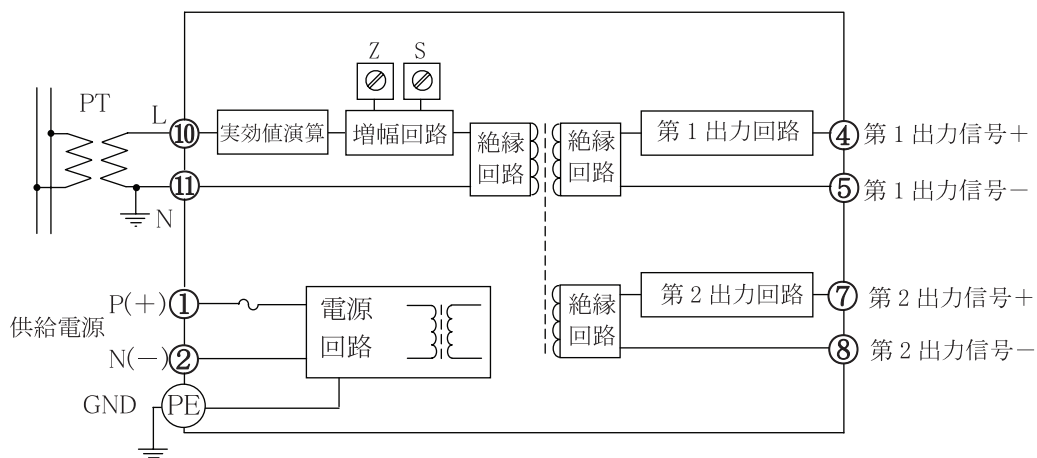 Z S
PT
L
⑩
実効値演算
増幅回路
絶縁
回路
絶縁
回路
第1出力回路
④
第1出力信号+
⑪
N
⑤
第1出力信号-
P(+)
①
供給電源
N(-)
②
電源
回路
GND
PE
絶縁
回路
第2出力回路
⑦
第2出力信号+
⑧
第2出力信号-